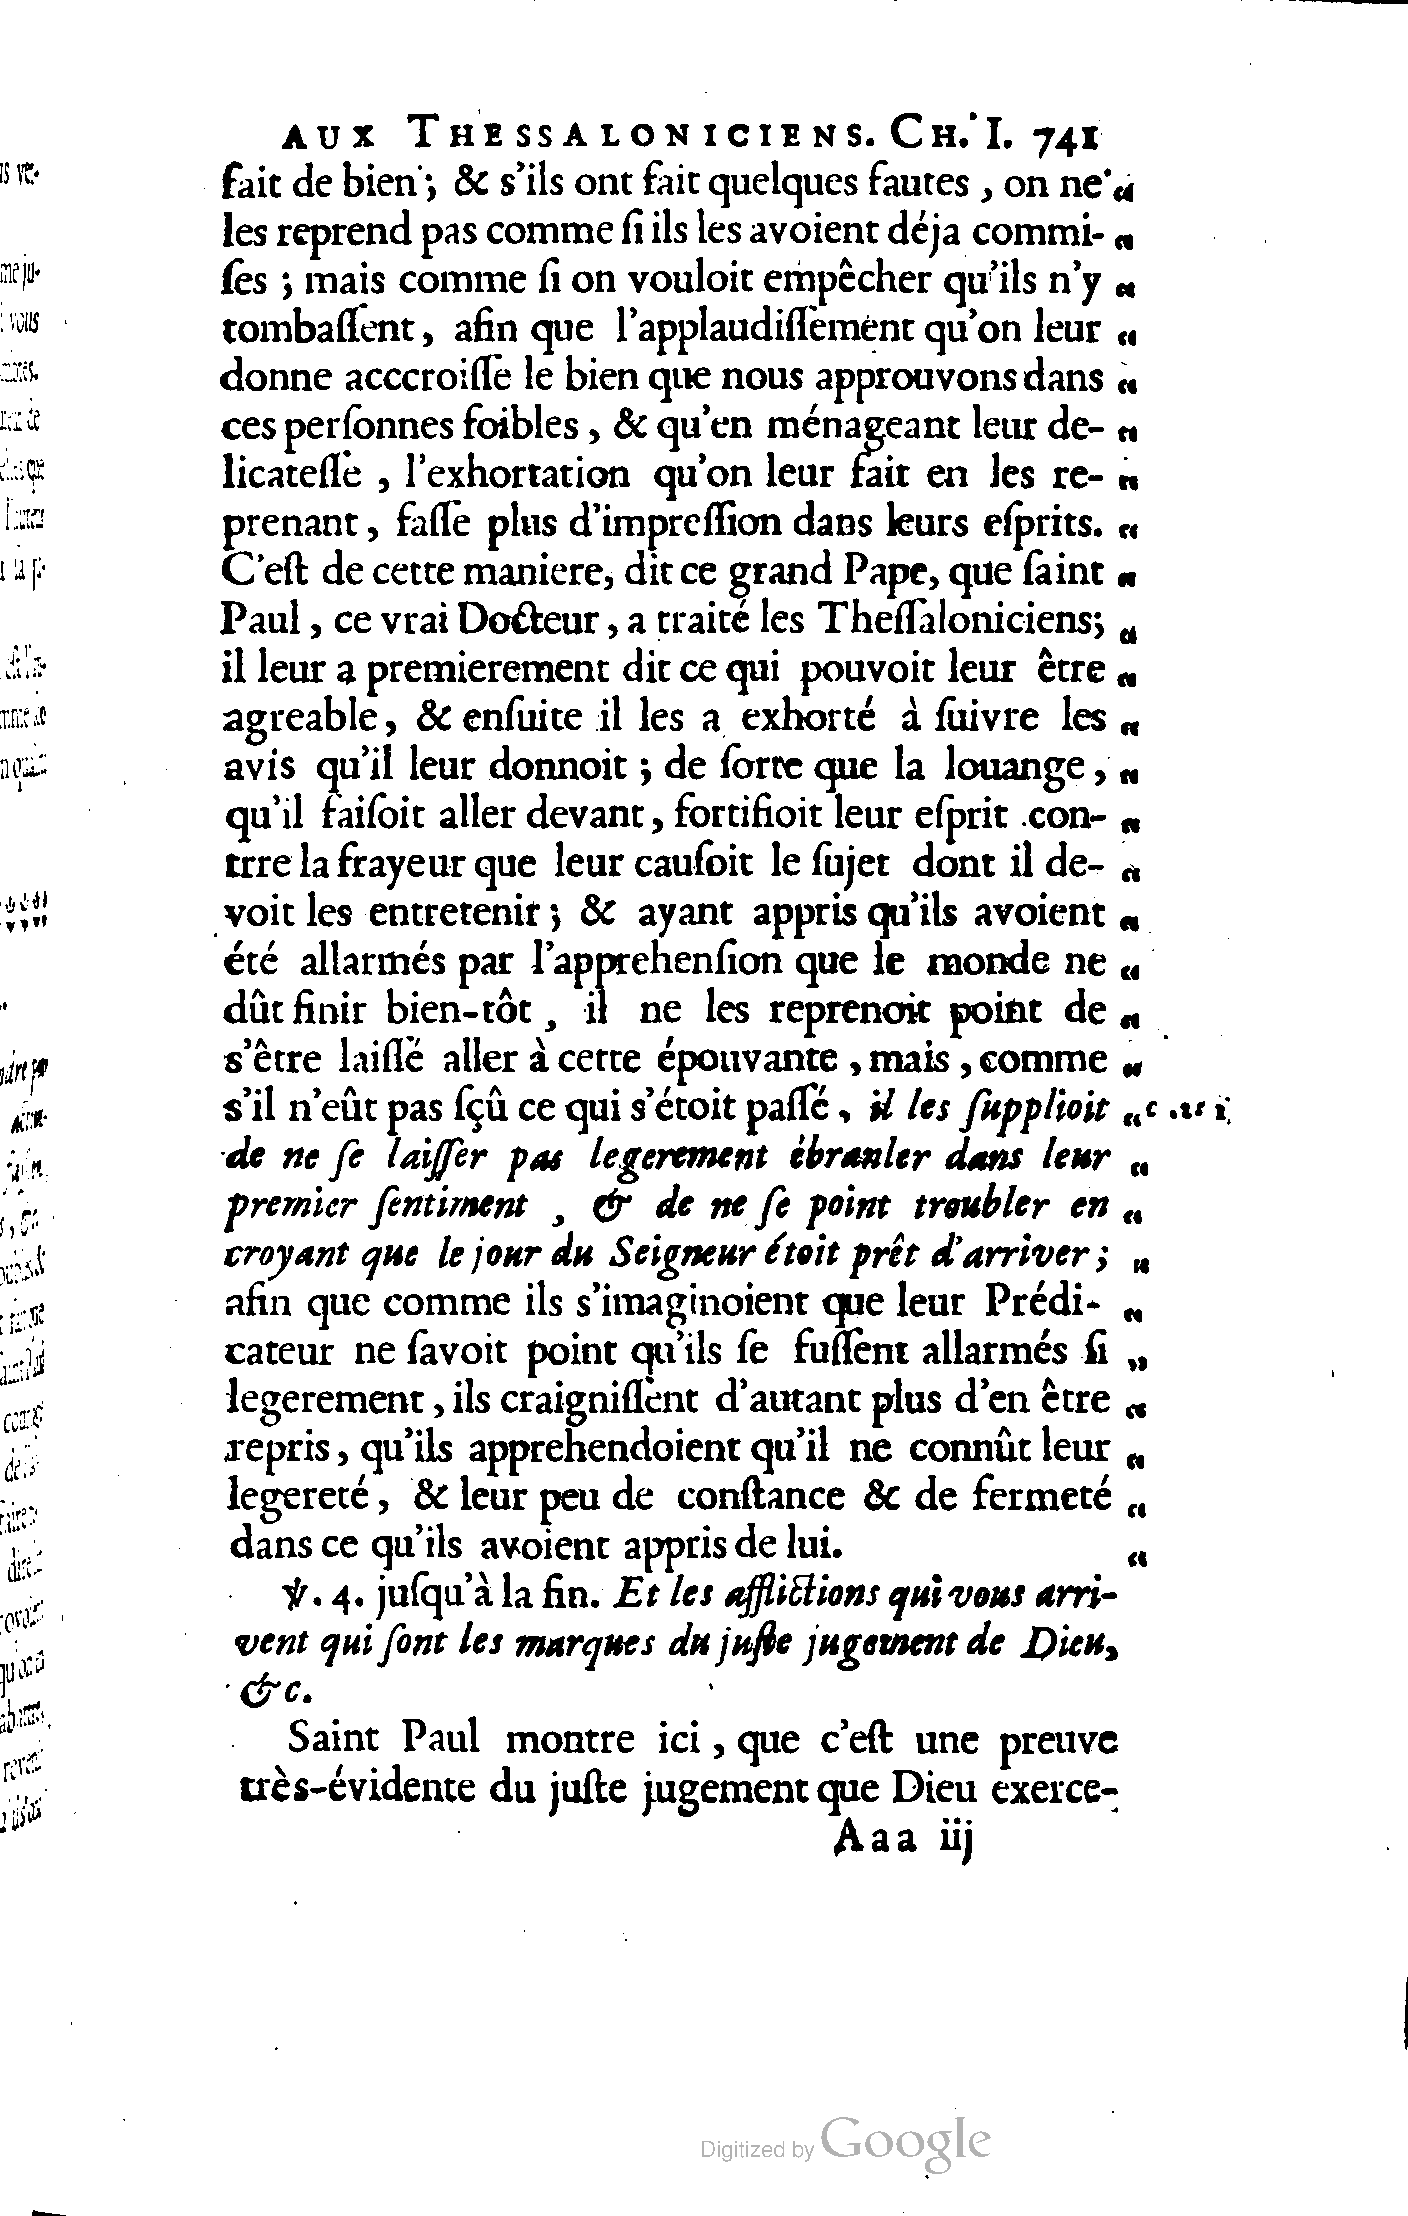 AUX THESSALONICIENS. CH. I. 741
fait de bien ; & s'ils ont fait quelques fautes , on ne “
les reprend pas comme ſi ils les avoient déja commi- “
ſes ; mais comme ſi on vouloit empêcher qu'ils n'y “
tombaſſent , afin que l'applaudiſſement qu'on leur “
donne acccroiſſe le bien que nous approuvons dans “
ces perſonnes foibles , & qu'en ménageant leur de- “
licateſſe , l'exhortation qu'on leur fait en les re- “
prenant , faſſe plus d'impreſſion dans leurs eſprits. “
C'eſt de cette maniere, dit ce grand Pape, que ſaint “
Paul , ce vrai Docteur , a traité les Theſſaloniciens; “
il leur a premierement dit ce qui pouvoit leur être “
agreable, & enſuite il les a exhorté à ſuivre les “
avis qu'il leur donnoit ; de ſorte que la louange , “
qu'il faiſoit aller devant , fortifioit leur eſprit con- “
trre la frayeur que leur cauſoit le ſujet dont il de- “
voit les entretenir ; & ayant appris qu'ils avoient “
été allarmés par l'apprehenſion que le monde ne “
dût finir bien-tôt , il ne les reprenoit point de “
s'être laiſſé aller à cette épouvante , mais , comme “
s'il n'eût pas ſçû ce qui s'étoit paſſé , il les ſupplioit “
de ne ſe laiſſer pas legerement ébranler dans leur “
premier ſentiment , & de ne ſe point troubler en “
croyant que le jour du Seigneur étoit prêt d'arriver ; “
afin que comme ils s'imaginoient que leur Prédi- “
cateur ne ſavoit point qu'ils ſe fuſſent allarmés ſi ”
legerement , ils craigniſſent d'autant plus d'en être “
repris , qu'ils apprehendoient qu'il ne connût leur “
legereté , & leur peu de conſtance & de fermeté “
dans ce qu'ils avoient appris de lui. “
℣. 4. juſqu'à la fin. Et les afflictions qui vous arri-
vent qui ſont les marques du juſte jugement de Dieu,
&c.
Saint Paul montre ici , que c'eſt une preuve
très-évidente du juſte jugement que Dieu exerce-
Aaa iij
Digitized by Google